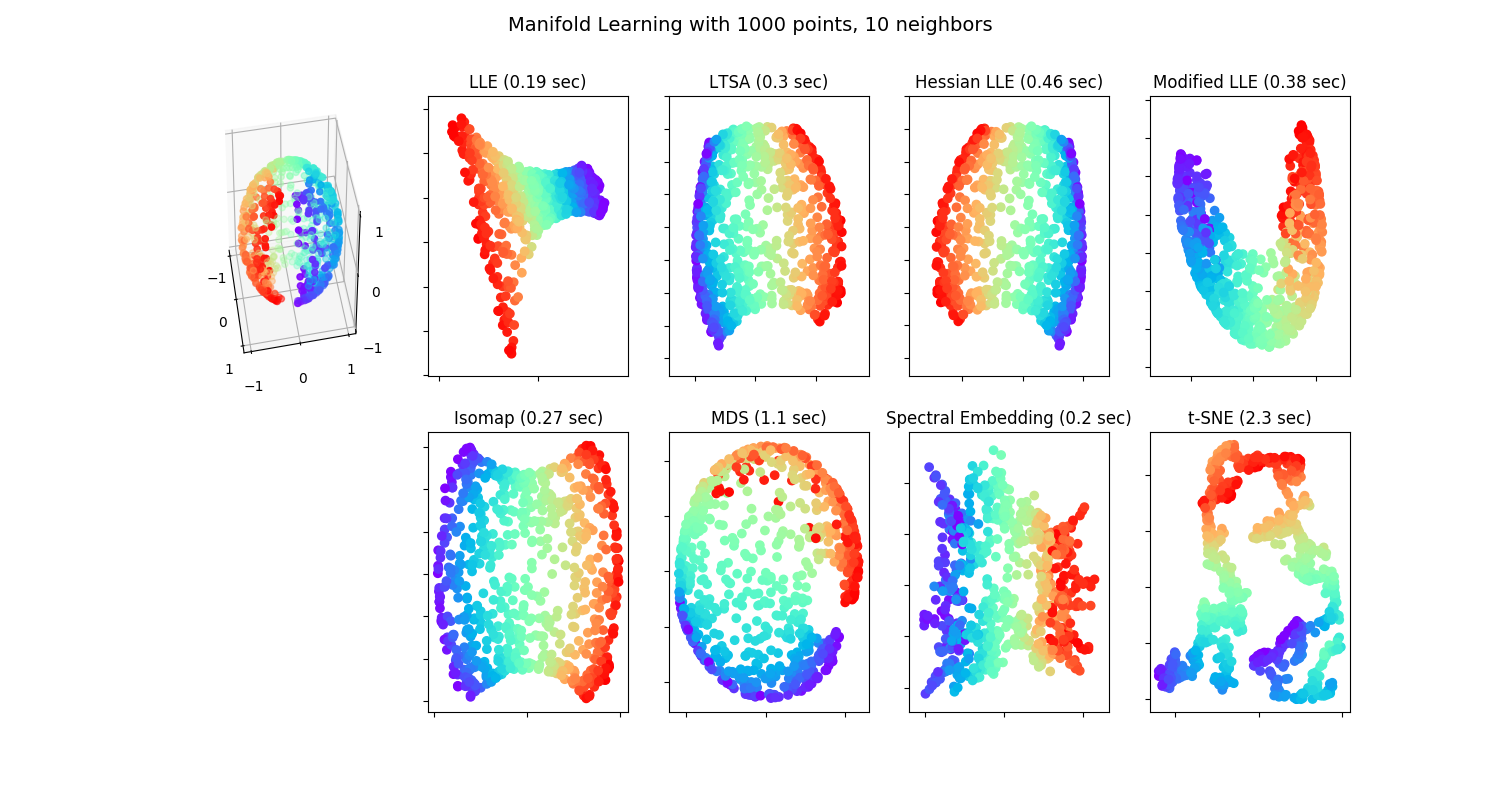 Manifold Learning with 1000 points, 10 neighbors
LLE (0.19 sec)
LTSA (0.3 sec)
Hessian LLE (0.46 sec)
Modified LLE (0.38 sec)
1
0
−1
−1
0
1
−1
0
1
Isomap (0.27 sec)
MDS (1.1 sec)
Spectral Embedding (0.2 sec)
t-SNE (2.3 sec)